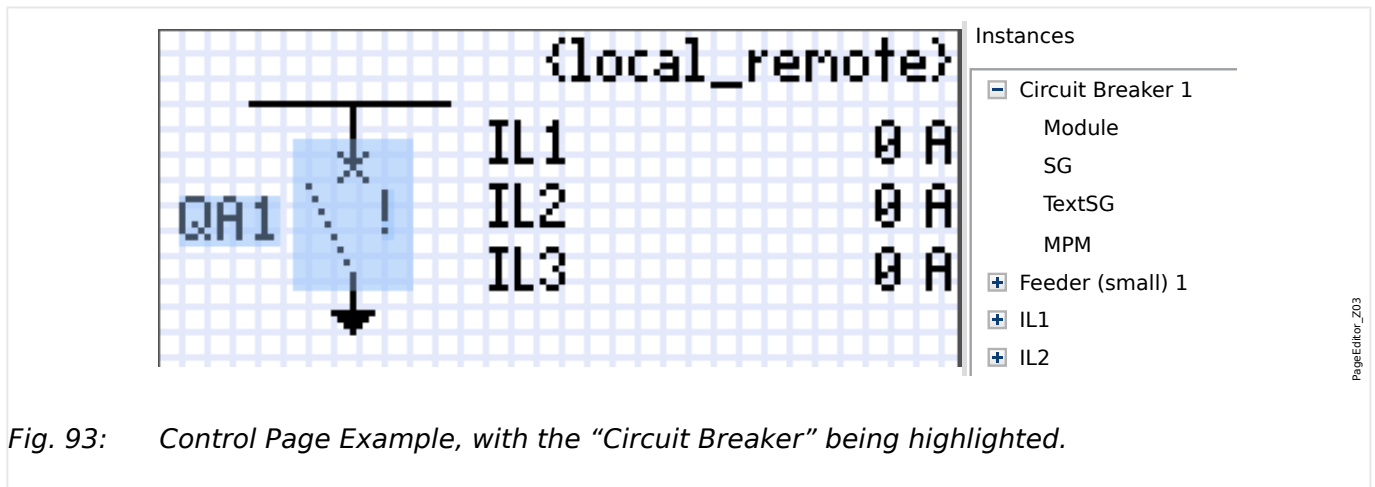 {local_remote}
QA1
!
IL1 0 A
IL2 0 A
IL3 0 A
Instances
Circuit Breaker 1
Module
SG
TextSG
MPM
Feeder (small) 1
IL1
IL2
PageEditor_Z03
Fig. 93: Control Page Example, with the “Circuit Breaker” being highlighted.